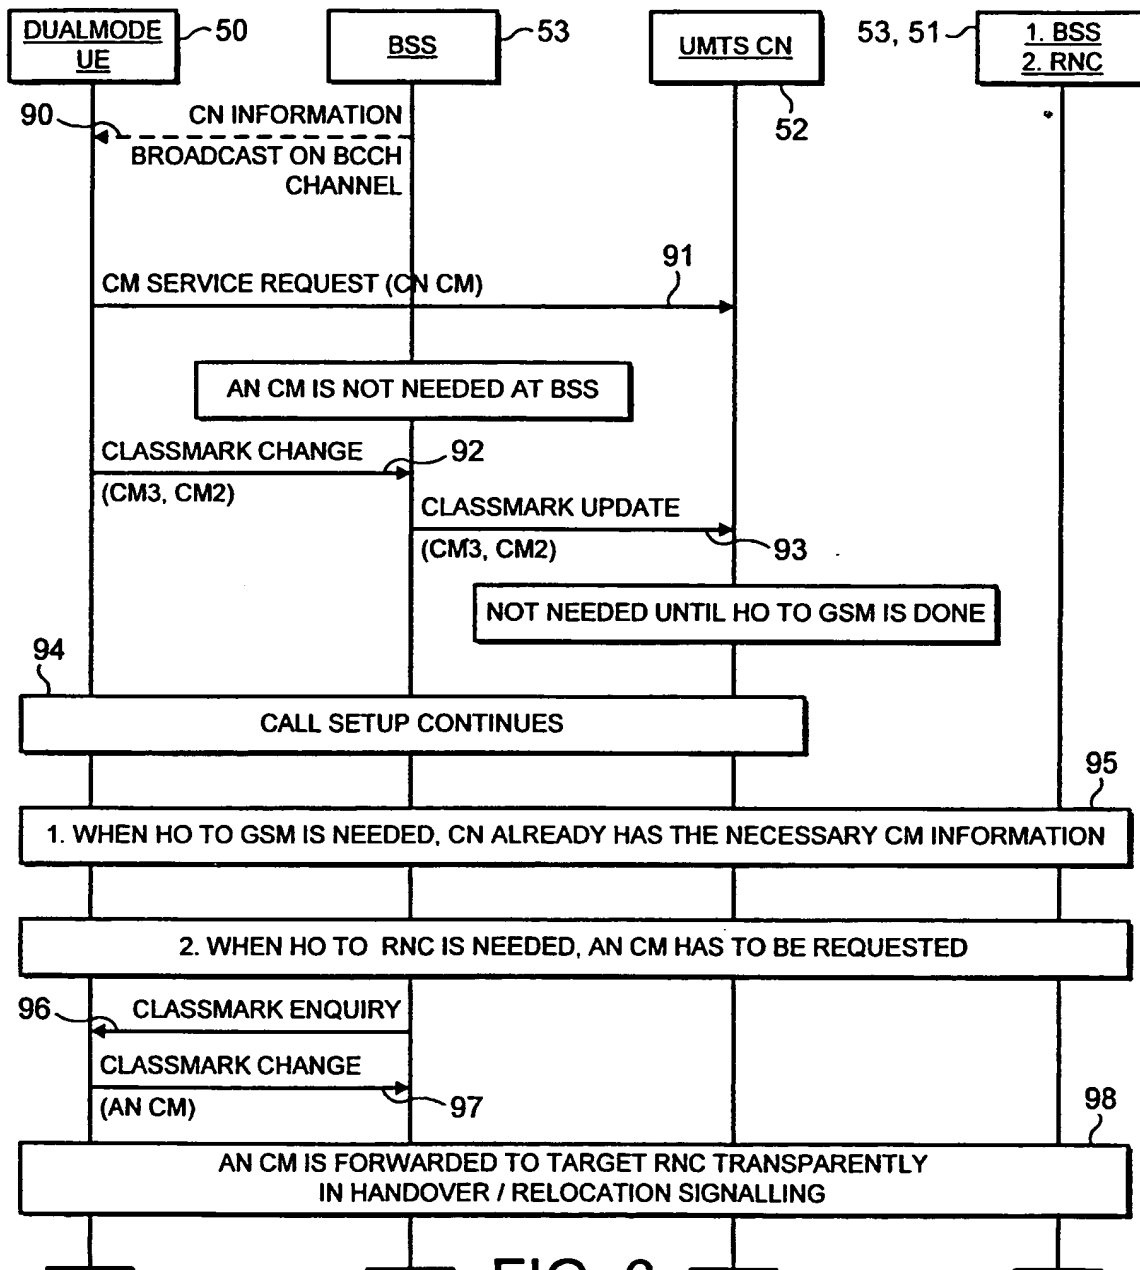 DUALMODE
UE
50
BSS
53
UMTS CN
52
53, 51
1. BSS
2. RNC
90
CN INFORMATION
BROADCAST ON BCCH
CHANNEL
CM SERVICE REQUEST (CN CM)
91
AN CM IS NOT NEEDED AT BSS
CLASSMARK CHANGE
92
(CM3, CM2)
CLASSMARK UPDATE
(CM3, CM2)
93
NOT NEEDED UNTIL HO TO GSM IS DONE
94
CALL SETUP CONTINUES
95
1. WHEN HO TO GSM IS NEEDED, CN ALREADY HAS THE NECESSARY CM INFORMATION
2. WHEN HO TO RNC IS NEEDED, AN CM HAS TO BE REQUESTED
96
CLASSMARK ENQUIRY
CLASSMARK CHANGE
(AN CM)
97
98
AN CM IS FORWARDED TO TARGET RNC TRANSPARENTLY
IN HANDOVER / RELOCATION SIGNALLING